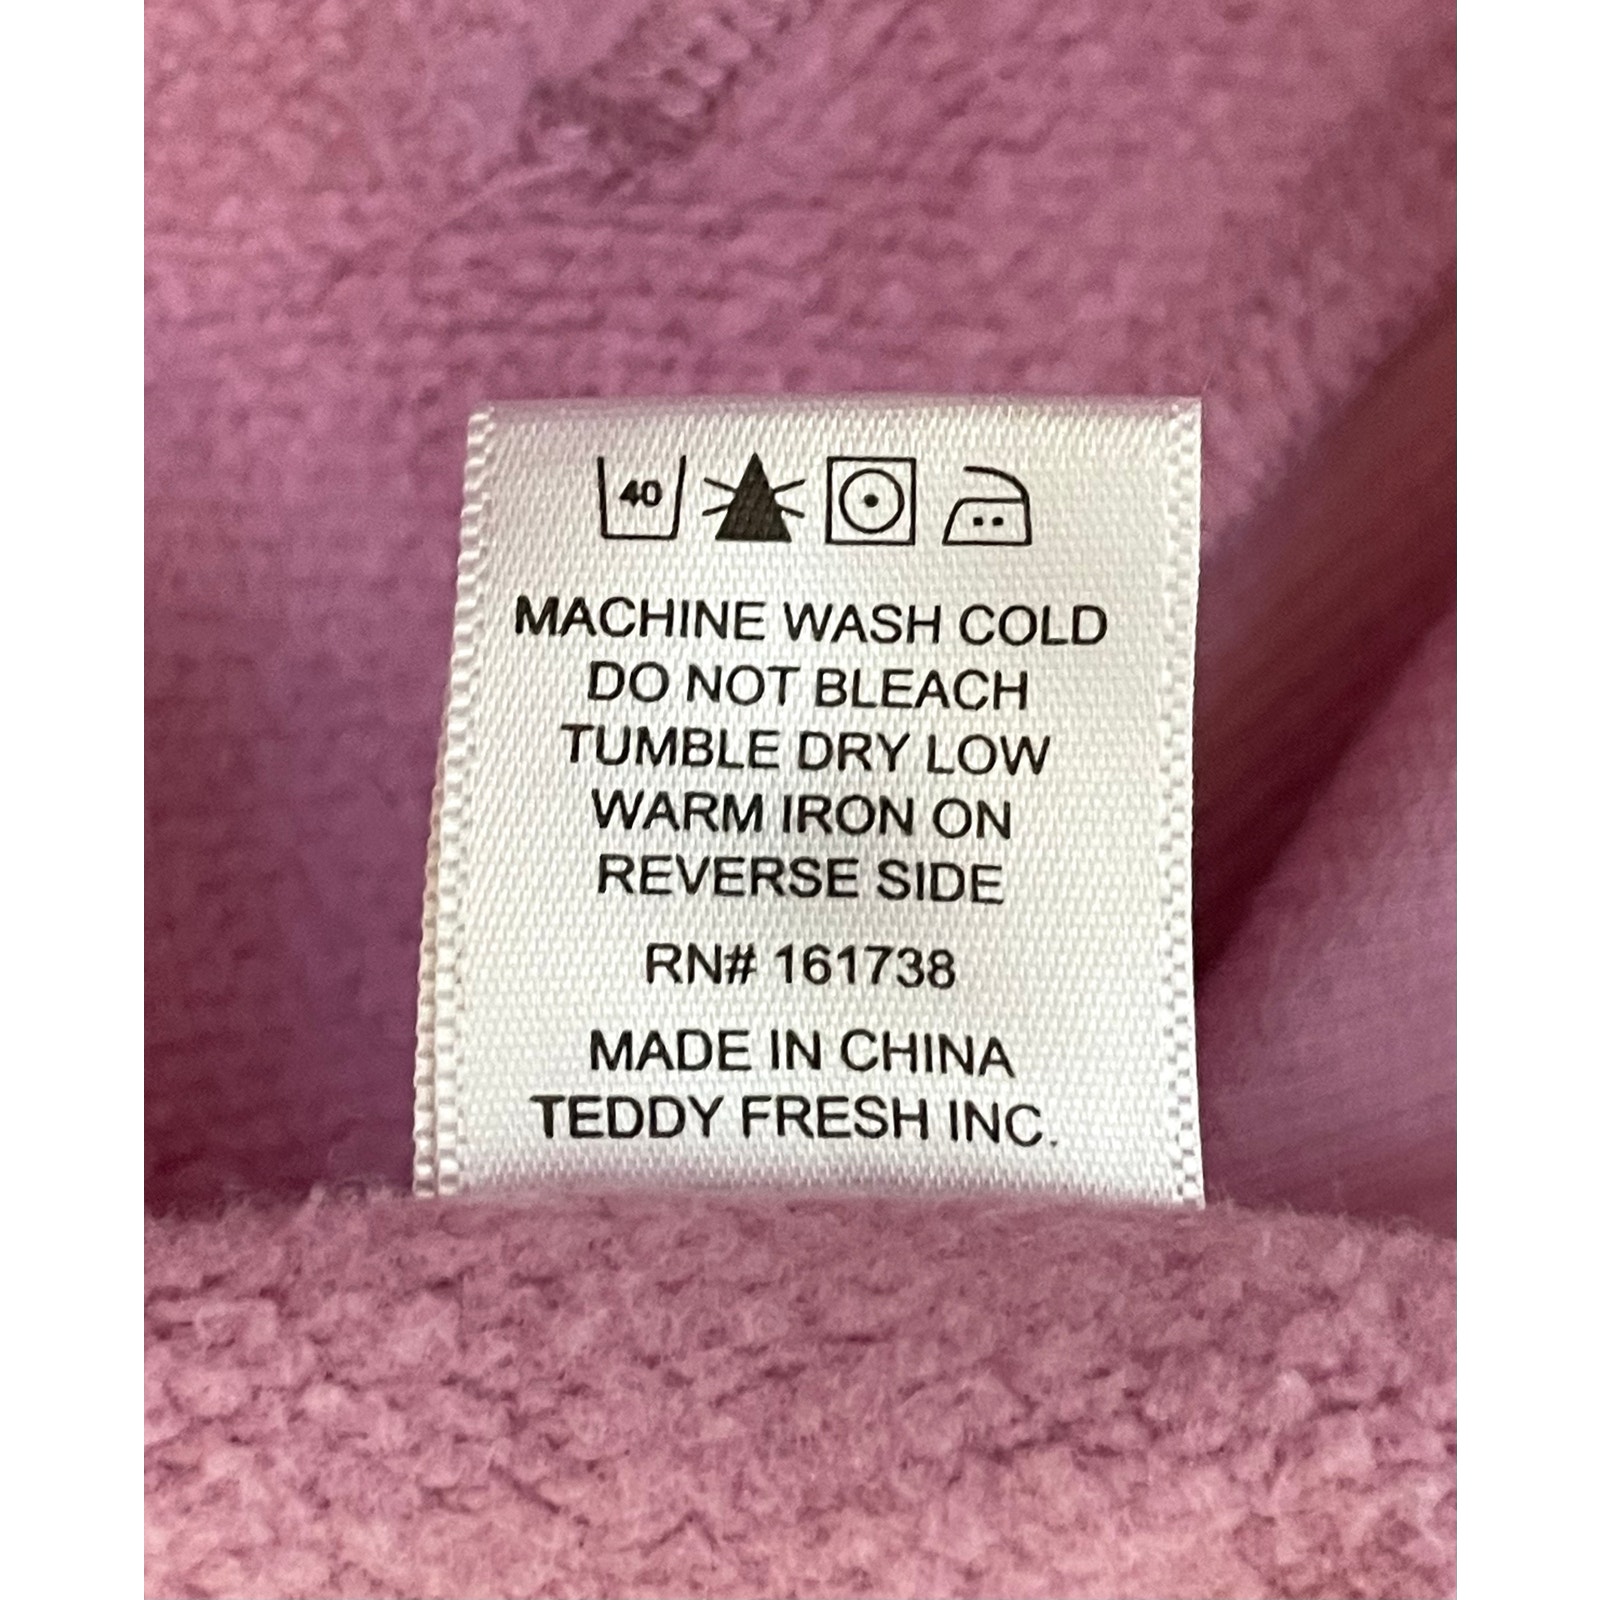 40
MACHINE WASH COLD
DO NOT BLEACH
TUMBLE DRY LOW
WARM IRON ON
REVERSE SIDE
RN# 161738
MADE IN CHINA
TEDDY FRESH INC.